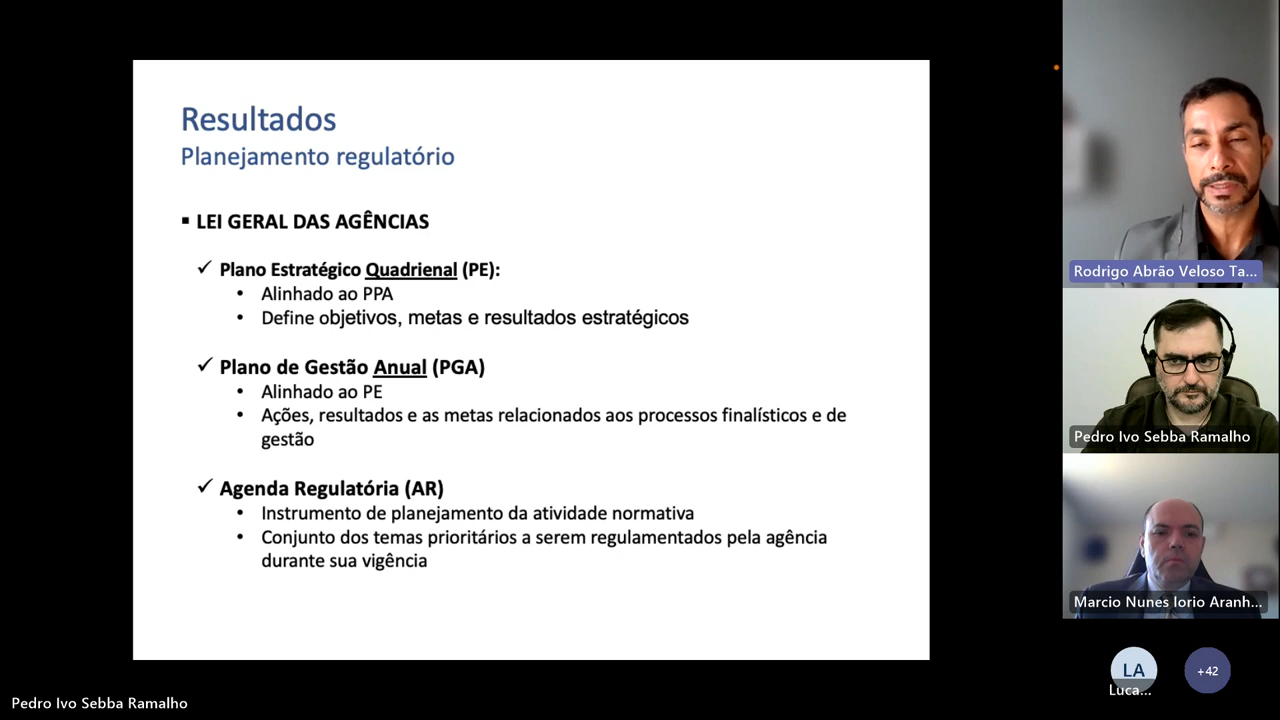 Resultados
Planejamento regulatório
▪ LEI GERAL DAS AGÊNCIAS
✓ Plano Estratégico Quadrienal (PE):
• Alinhado ao PPA
• Define objetivos, metas e resultados estratégicos
✓ Plano de Gestão Anual (PGA)
• Alinhado ao PE
• Ações, resultados e as metas relacionados aos processos finalísticos e de
gestão
✓ Agenda Regulatória (AR)
• Instrumento de planejamento da atividade normativa
• Conjunto dos temas prioritários a serem regulamentados pela agência
durante sua vigência
Rodrigo Abrão Veloso Ta...
Pedro Ivo Sebba Ramalho
Marcio Nunes Iorio Aranh...
LA
Luca...
+42
Pedro Ivo Sebba Ramalho